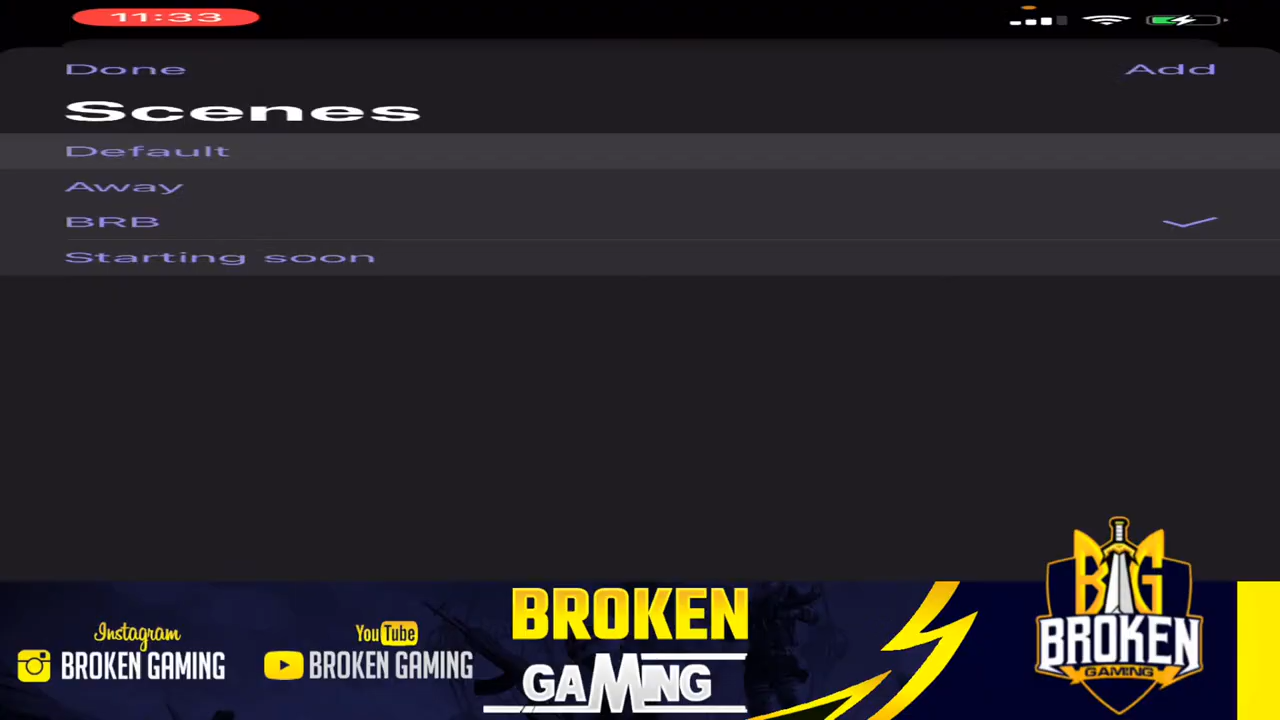 11:33
Done
Add
Scenes
Default
Away
BRB
Starting soon
Instagram
BROKEN GAMING
YouTube
BROKEN GAMING
BROKEN
GAMING
BG
BROKEN
GAMING